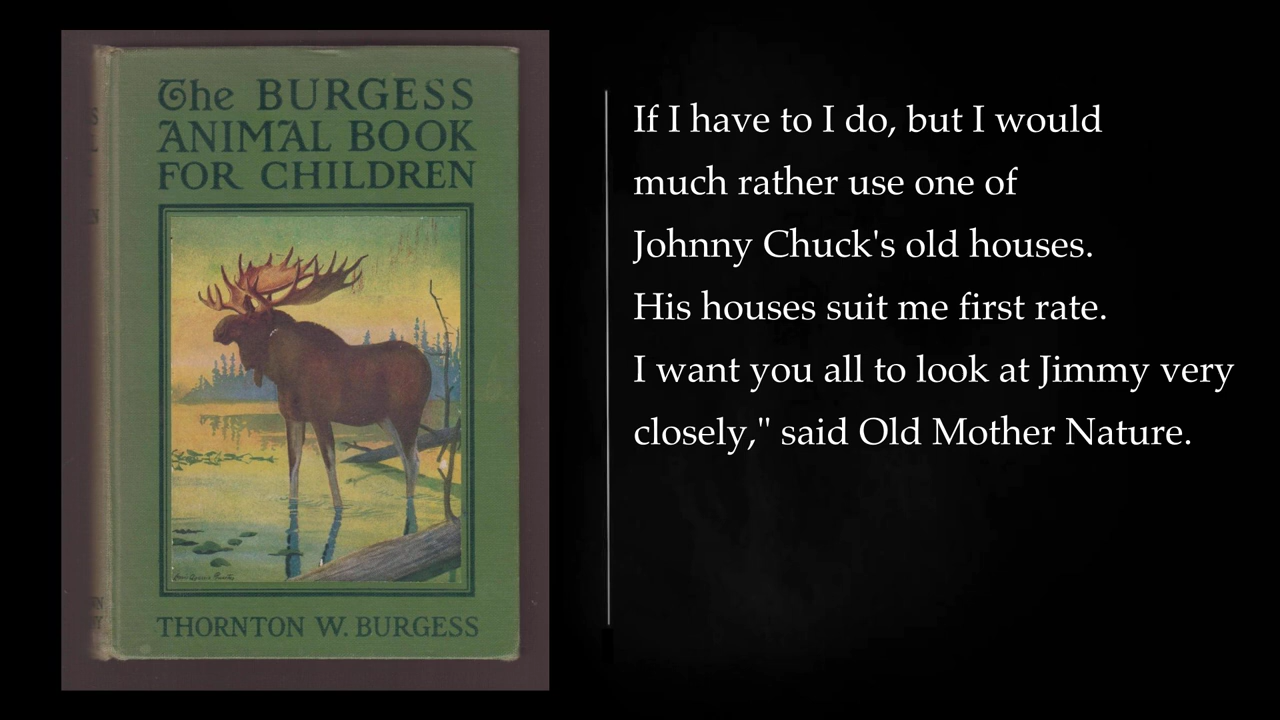 The BURGESS
ANIMAL BOOK
FOR CHILDREN
THORNTON W. BURGESS
If I have to I do, but I would
much rather use one of
Johnny Chuck's old houses.
His houses suit me first rate.
I want you all to look at Jimmy very
closely," said Old Mother Nature.